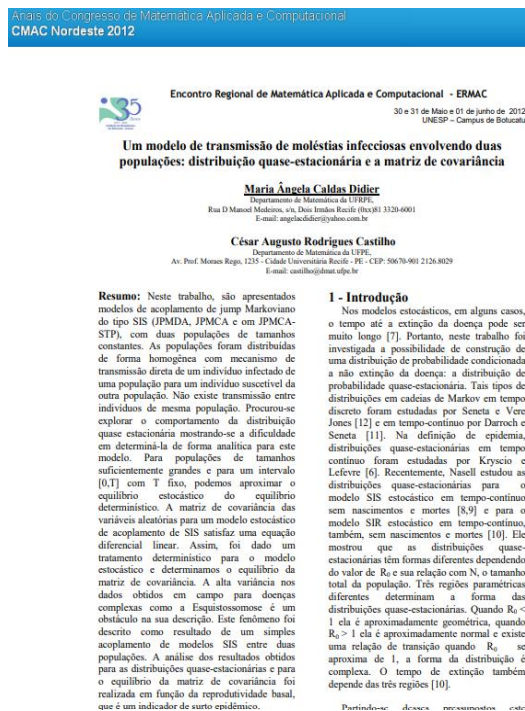 Anais do Congresso de Matemática Aplicada e Computacional
CMAC Nordeste 2012
Encontro Regional de Matemática Aplicada e Computacional - ERMAC
30 e 31 de Maio e 01 de junho de 2012
UNESP – Campus de Botucatu
35
Um modelo de transmissão de moléstias infecciosas envolvendo duas
populações: distribuição quase-estacionária e a matriz de covariância
Maria Ângela Caldas Didier
Departamento de Matemática da UFRPE,
Rua D Manoel Medeiros, s/n, Dois Irmãos Recife (0xx)81 3320-6001
E-mail: angelacdidier@yahoo.com.br
César Augusto Rodrigues Castilho
Departamento de Matemática da UFPE,
Av. Prof. Moraes Rego, 1235 - Cidade Universitária Recife - PE - CEP: 50670-901 2126.8029
E-mail: castilho@dmat.ufpe.br
Resumo: Neste trabalho, são apresentados
modelos de acoplamento de jump Markoviano
do tipo SIS (JPMDA, JPMCA e om JPMCA-
STP), com duas populações de tamanhos
constantes. As populações foram distribuídas
de forma homogênea com mecanismo de
transmissão direta de um indivíduo infectado de
uma população para um indivíduo suscetível da
outra população. Não existe transmissão entre
indivíduos de mesma população. Procurou-se
explorar o comportamento da distribuição
quase estacionária mostrando-se a dificuldade
em determiná-la de forma analítica para este
modelo. Para populações de tamanhos
suficientemente grandes e para um intervalo
[0,T] com T fixo, podemos aproximar o
equilíbrio estocástico do equilíbrio
determinístico. A matriz de covariância das
variáveis aleatórias para um modelo estocástico
de acoplamento de SIS satisfaz uma equação
diferencial linear. Assim, foi dado um
tratamento determinístico para o modelo
estocástico e determinamos o equilíbrio da
matriz de covariância. A alta variância nos
dados obtidos em campo para doenças
complexas como a Esquistossomose é um
obstáculo na sua descrição. Este fenômeno foi
descrito como resultado de um simples
acoplamento de modelos SIS entre duas
populações. A análise dos resultados obtidos
para as distribuições quase-estacionárias e para
o equilíbrio da matriz de covariância foi
realizada em função da reprodutividade basal,
que é um indicador de surto epidêmico.
1 - Introdução
Nos modelos estocásticos, em alguns casos,
o tempo até a extinção da doença pode ser
muito longo [7]. Portanto, neste trabalho foi
investigada a possibilidade de construção de
uma distribuição de probabilidade condicionada
a não extinção da doença: a distribuição de
probabilidade quase-estacionária. Tais tipos de
distribuições em cadeias de Markov em tempo
discreto foram estudadas por Seneta e Vere
Jones [12] e em tempo-contínuo por Darroch e
Seneta [11]. Na definição de epidemia,
distribuições quase-estacionárias em tempo
contínuo foram estudadas por Kryscio e
Lefevre [6]. Recentemente, Nasell estudou as
distribuições quase-estacionárias para o
modelo SIS estocástico em tempo-contínuo
sem nascimentos e mortes [8,9] e para o
modelo SIR estocástico em tempo-contínuo,
também, sem nascimentos e mortes [10]. Ele
mostrou que as distribuições quase-
estacionárias têm formas diferentes dependendo
do valor de R₀ e sua relação com N, o tamanho
total da população. Três regiões paramétricas
diferentes determinam a forma das
distribuições quase-estacionárias. Quando R₀ <
1 ela é aproximadamente geométrica, quando
R₀ > 1 ela é aproximadamente normal e existe
uma relação de transição quando R₀ se
aproxima de 1, a forma da distribuição é
complexa. O tempo de extinção também
depende das três regiões [10].
Partindo-se desses pressupostos este